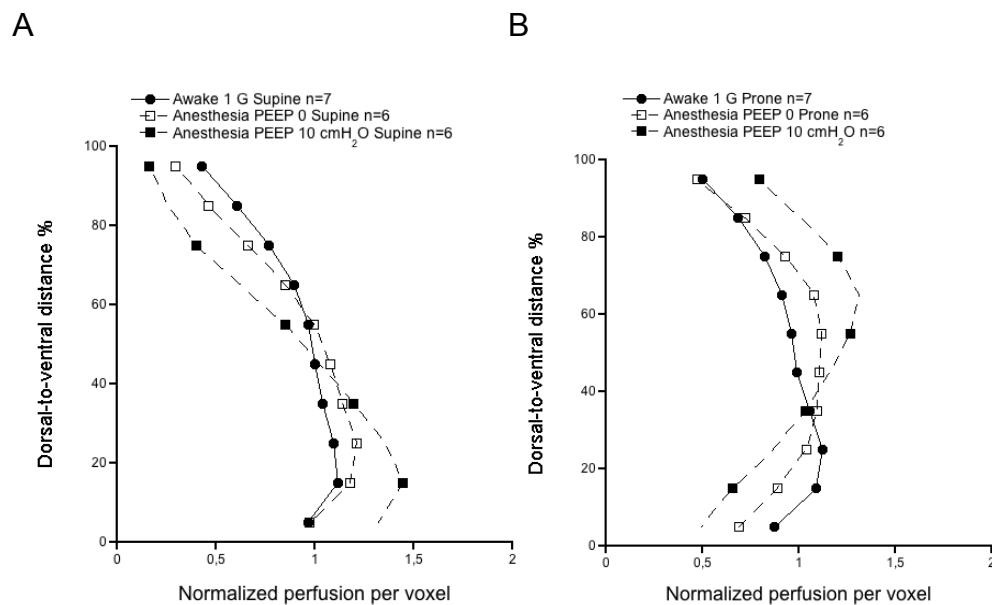 A
B
Awake 1 G Supine n=7
Anesthesia PEEP 0 Supine n=6
Anesthesia PEEP 10 cmH2O Supine n=6
Awake 1 G Prone n=7
Anesthesia PEEP 0 Prone n=6
Anesthesia PEEP 10 cmH2O n=6
Dorsal-to-ventral distance %
100
80
60
40
20
0
0
0,5
1
1,5
2
Normalized perfusion per voxel
Dorsal-to-ventral distance %
100
80
60
40
20
0
0
0,5
1
1,5
2
Normalized perfusion per voxel